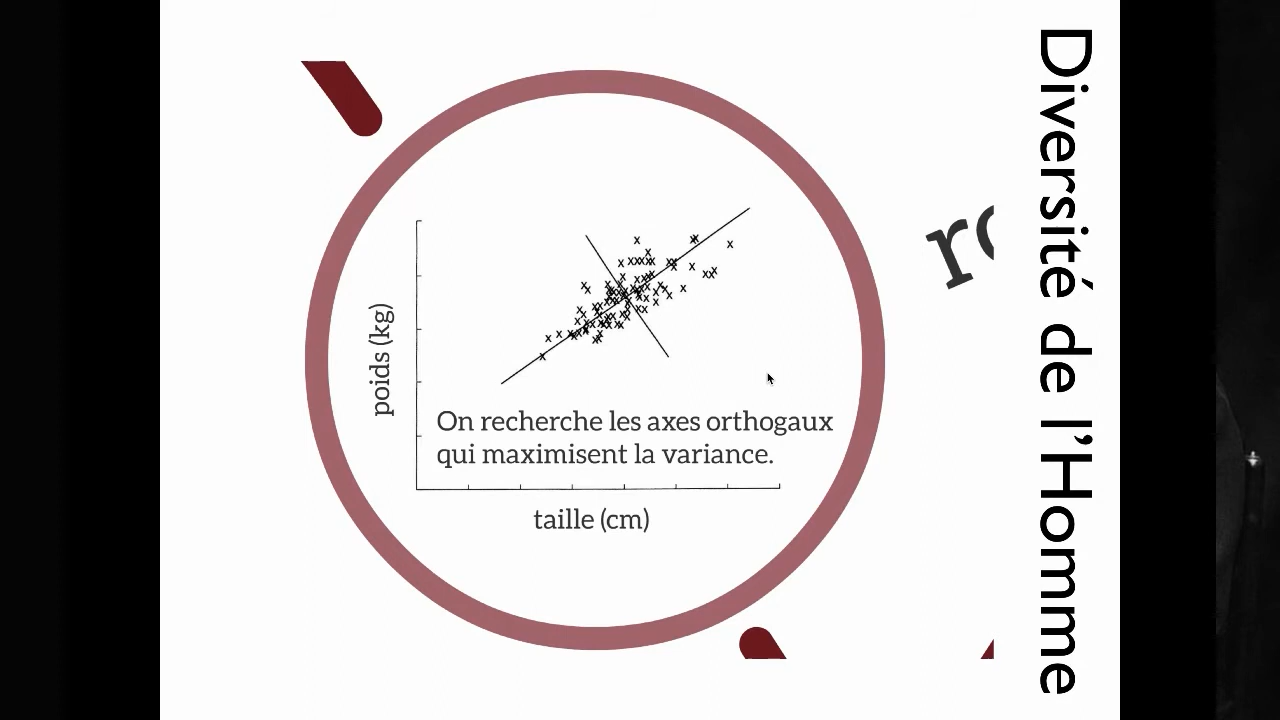 poids (kg)
On recherche les axes orthogaux
qui maximisent la variance.
taille (cm)
Diversité de l'Homme